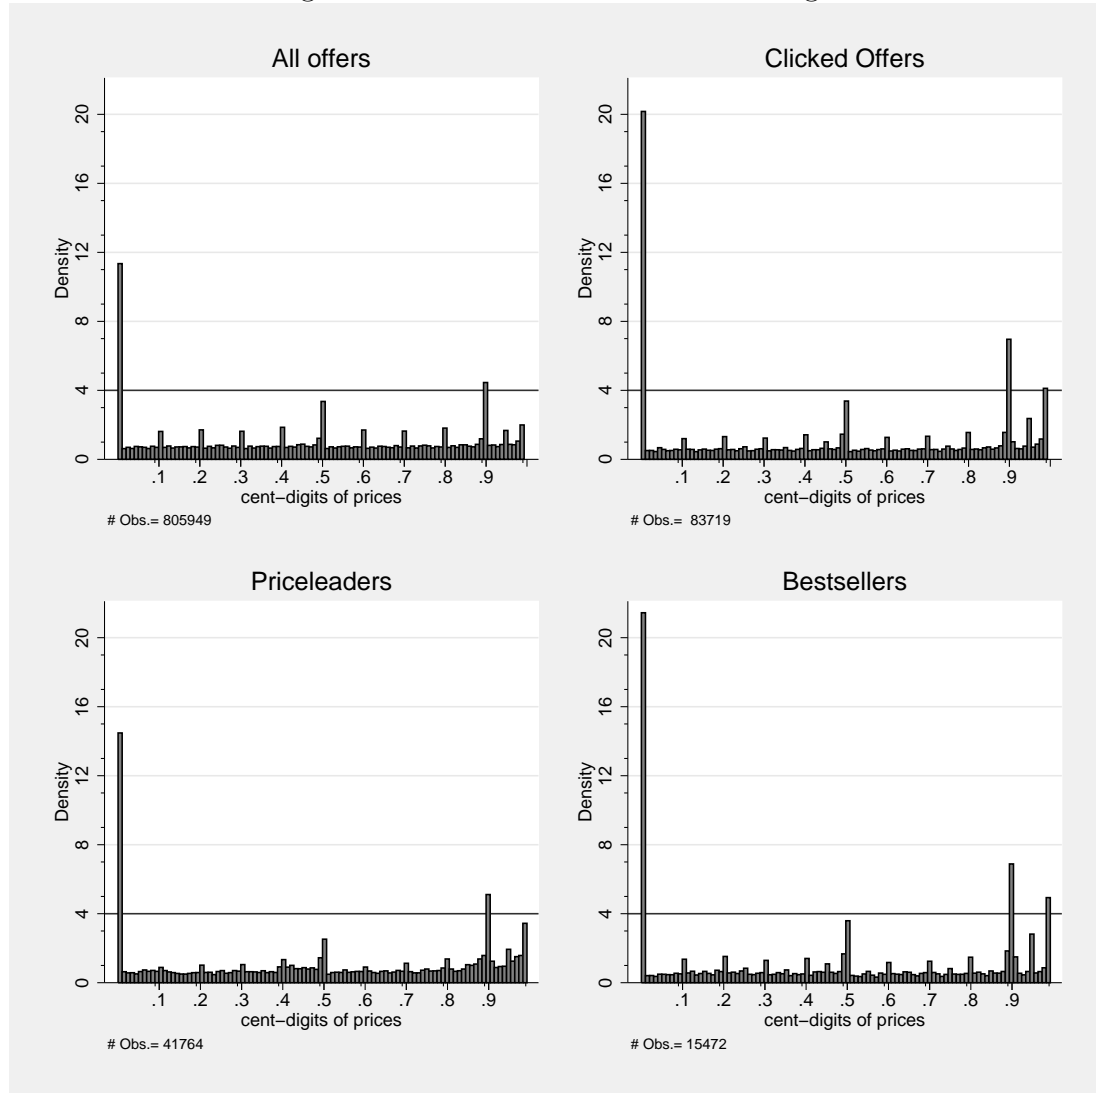 All offers
20
16
12
8
4
0
Density
.1 .2 .3 .4 .5 .6 .7 .8 .9
cent−digits of prices
# Obs.= 805949
Clicked Offers
20
16
12
8
4
0
Density
.1 .2 .3 .4 .5 .6 .7 .8 .9
cent−digits of prices
# Obs.= 83719
Priceleaders
20
16
12
8
4
0
Density
.1 .2 .3 .4 .5 .6 .7 .8 .9
cent−digits of prices
# Obs.= 41764
Bestsellers
20
16
12
8
4
0
Density
.1 .2 .3 .4 .5 .6 .7 .8 .9
cent−digits of prices
# Obs.= 15472